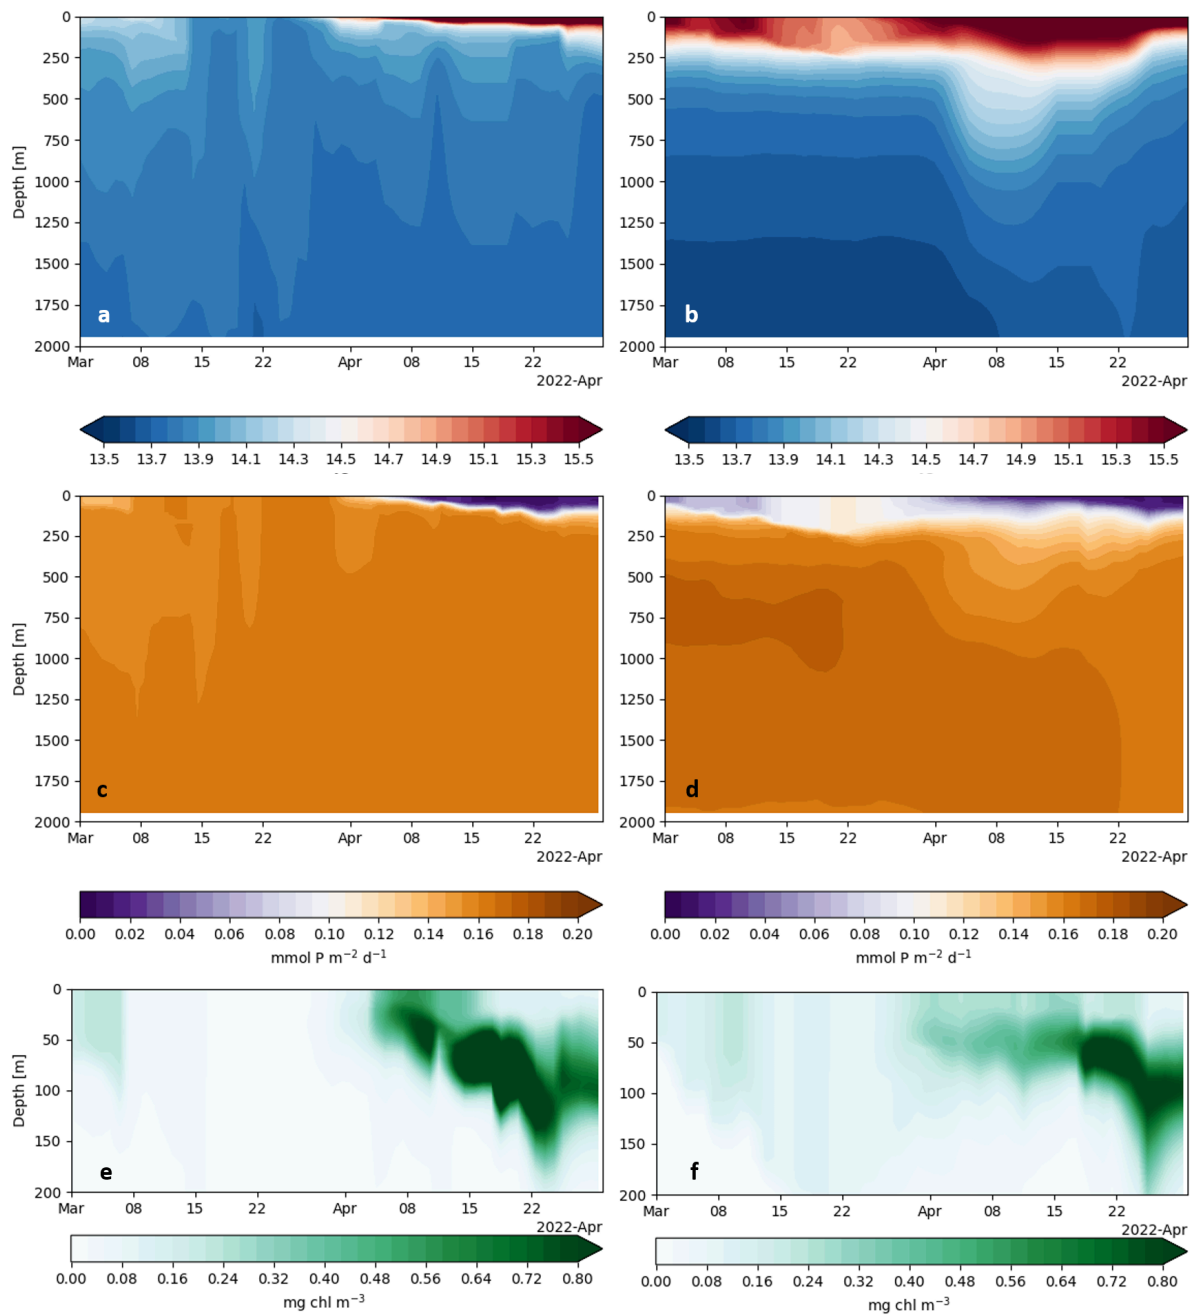 0
250
500
750
1000
1250
1500
1750
2000
Depth [m]
a
Mar 08 15 22 Apr 08 15 22
2022-Apr
0
250
500
750
1000
1250
1500
1750
2000
b
Mar 08 15 22 Apr 08 15 22
2022-Apr
13.5 13.7 13.9 14.1 14.3 14.5 14.7 14.9 15.1 15.3 15.5
13.5 13.7 13.9 14.1 14.3 14.5 14.7 14.9 15.1 15.3 15.5
0
250
500
750
1000
1250
1500
1750
2000
Depth [m]
c
Mar 08 15 22 Apr 08 15 22
2022-Apr
0
250
500
750
1000
1250
1500
1750
2000
d
Mar 08 15 22 Apr 08 15 22
2022-Apr
0.00 0.02 0.04 0.06 0.08 0.10 0.12 0.14 0.16 0.18 0.20
mmol P m⁻² d⁻¹
0.00 0.02 0.04 0.06 0.08 0.10 0.12 0.14 0.16 0.18 0.20
mmol P m⁻² d⁻¹
0
50
100
150
200
Depth [m]
e
Mar 08 15 22 Apr 08 15 22
2022-Apr
0
50
100
150
200
f
Mar 08 15 22 Apr 08 15 22
2022-Apr
0.00 0.08 0.16 0.24 0.32 0.40 0.48 0.56 0.64 0.72 0.80
mg chl m⁻³
0.00 0.08 0.16 0.24 0.32 0.40 0.48 0.56 0.64 0.72 0.80
mg chl m⁻³